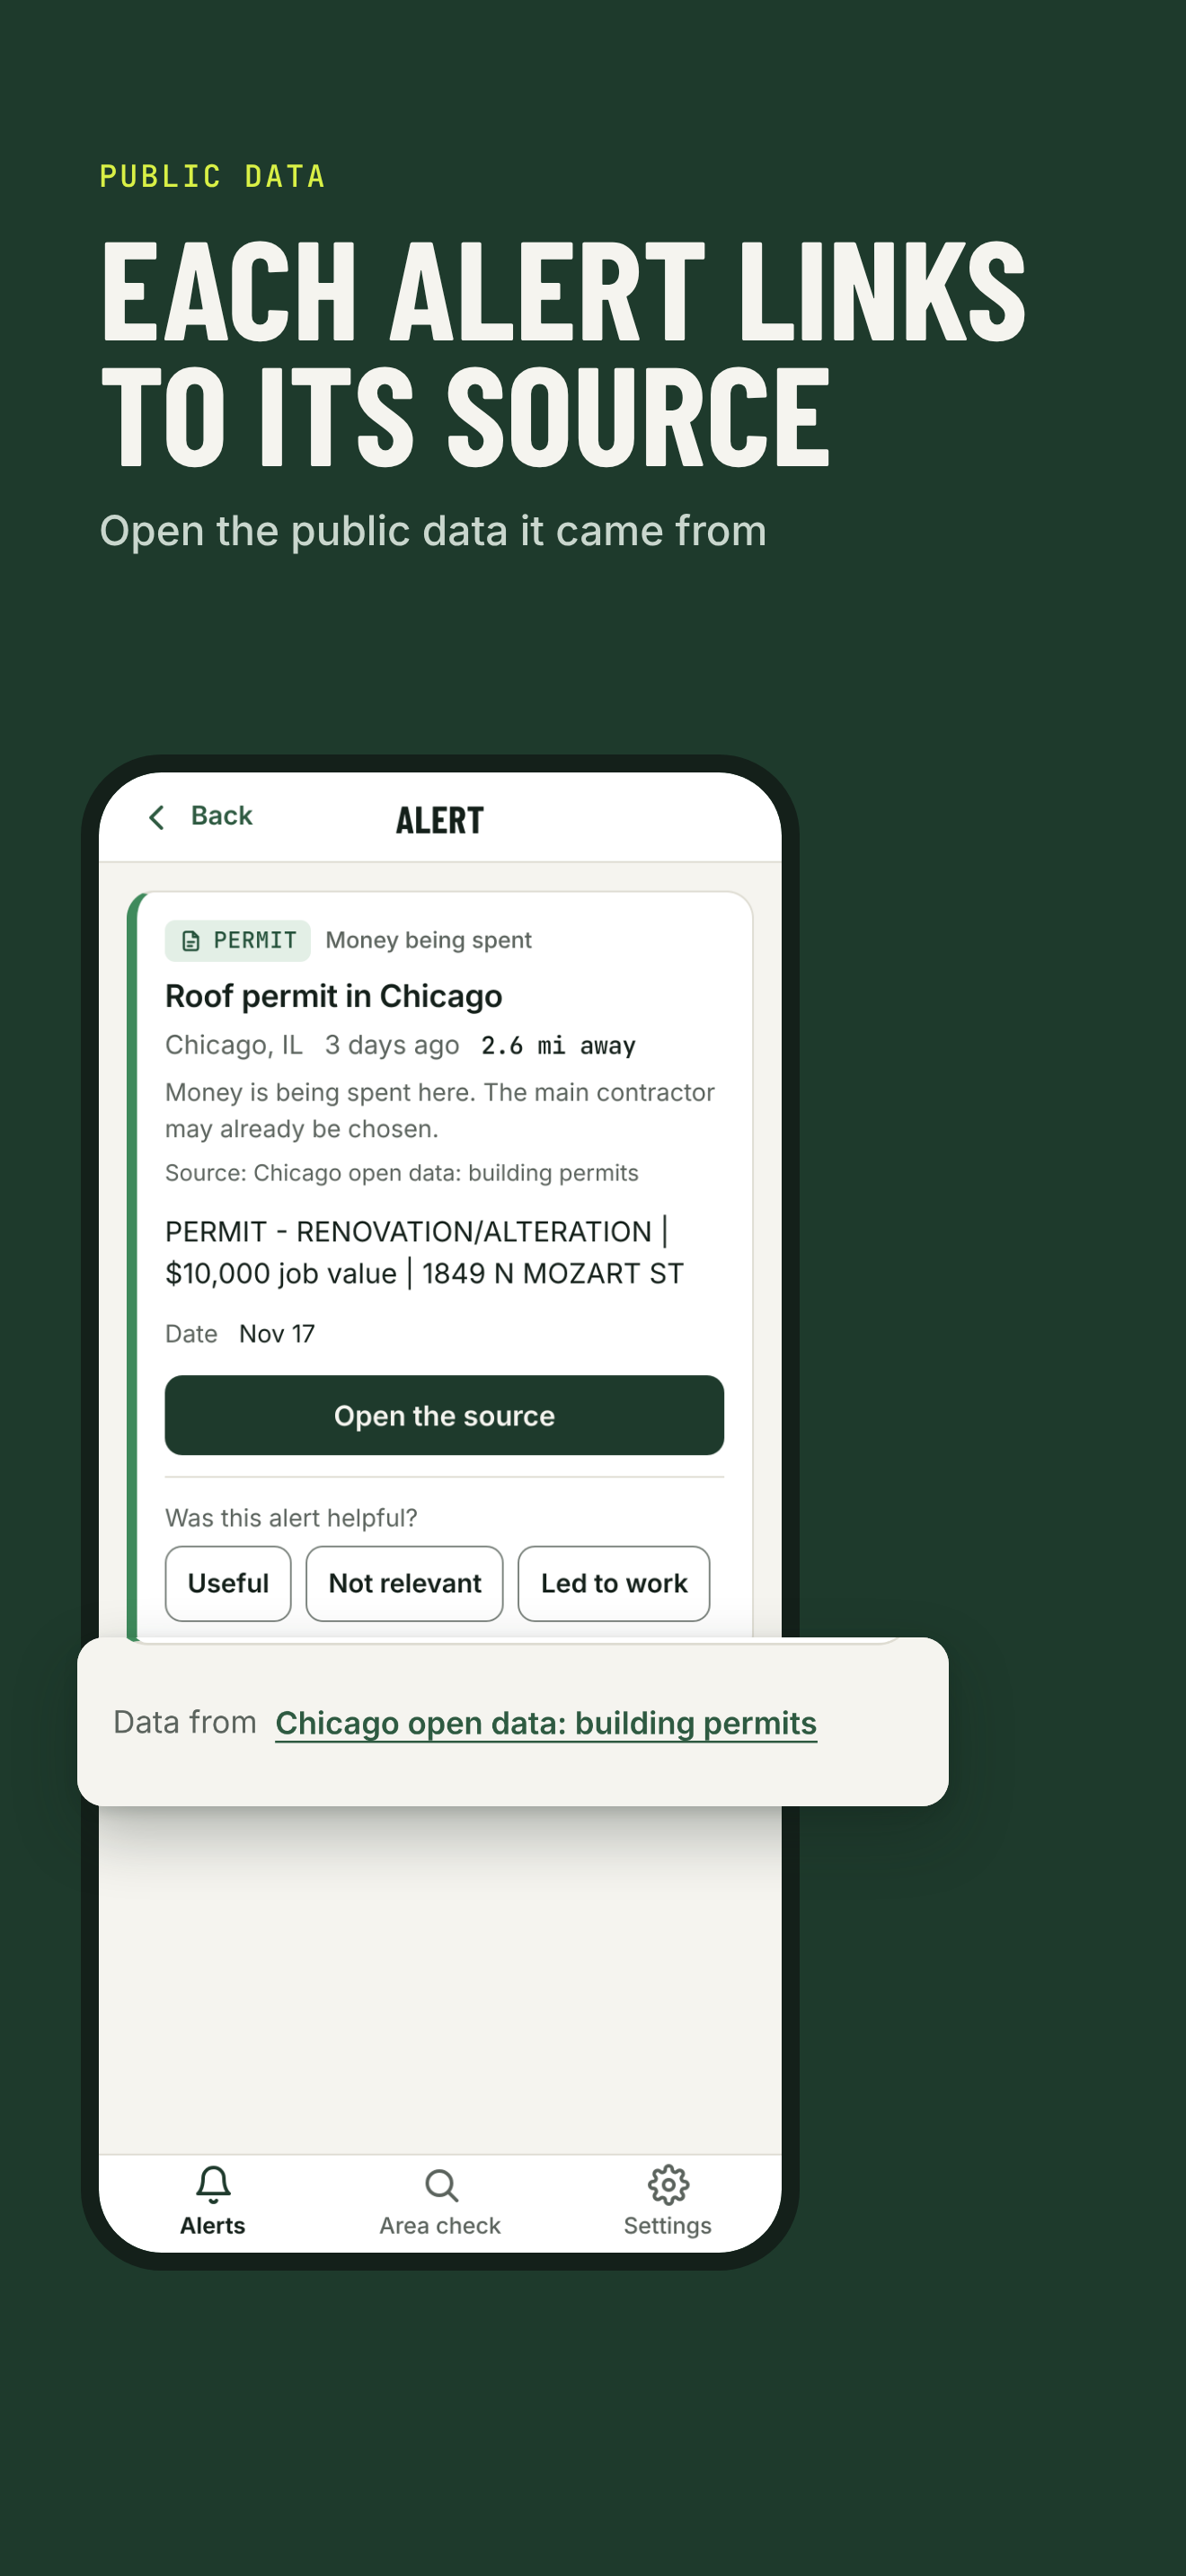 PUBLIC DATA
EACH ALERT LINKS
TO ITS SOURCE
Open the public data it came from
Back
ALERT
PERMIT Money being spent
Roof permit in Chicago
Chicago, IL 3 days ago 2.6 mi away
Money is being spent here. The main contractor
may already be chosen.
Source: Chicago open data: building permits
PERMIT - RENOVATION/ALTERATION |
$10,000 job value | 1849 N MOZART ST
Date Nov 17
Open the source
Was this alert helpful?
Useful Not relevant Led to work
Data from Chicago open data: building permits
Alerts Area check Settings